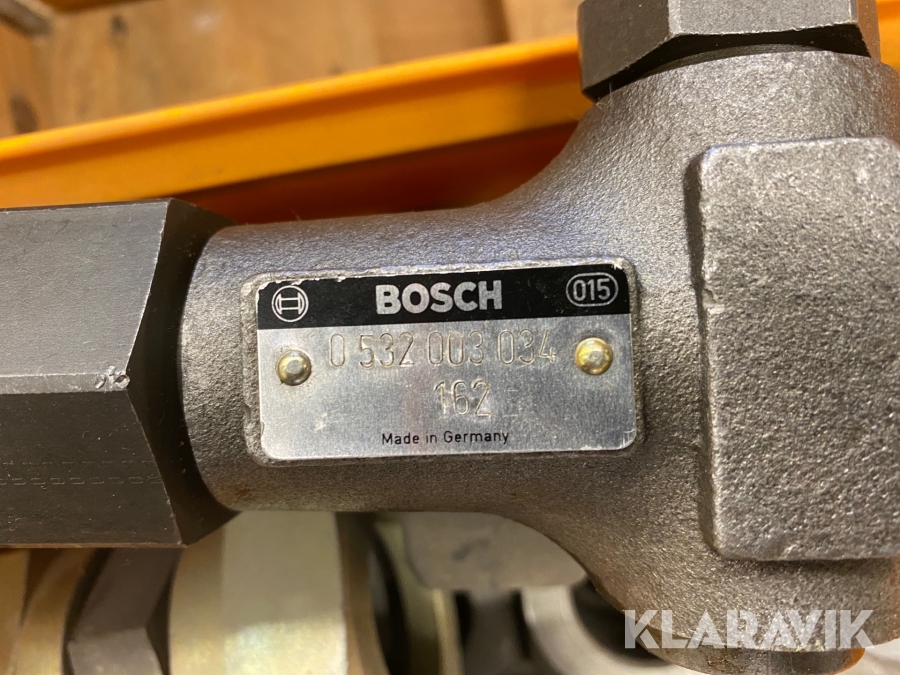 BOSCH 015
0 532 003 034
162
Made in Germany
KLARAVIK